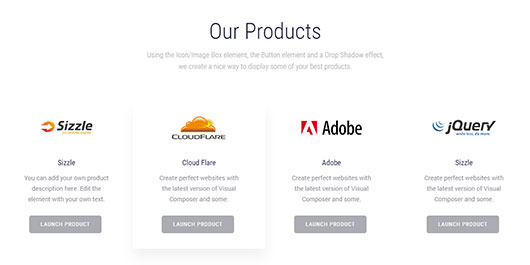 Our Products
Using the Icon/Image Box element, the Button element and a Drop Shadow effect,
we create a nice way to display some of your best products.
Sizzle
Sizzle
You can add your own product
description here. Edit the
element with your own text.
LAUNCH PRODUCT
CLOUDFLARE
Cloud Flare
Create perfect websites with
the latest version of Visual
Composer and some.
LAUNCH PRODUCT
Adobe
Adobe
Create perfect websites with
the latest version of Visual
Composer and some.
LAUNCH PRODUCT
jQuery
write less, do more.
Sizzle
Create perfect websites with
the latest version of Visual
Composer and some.
LAUNCH PRODUCT